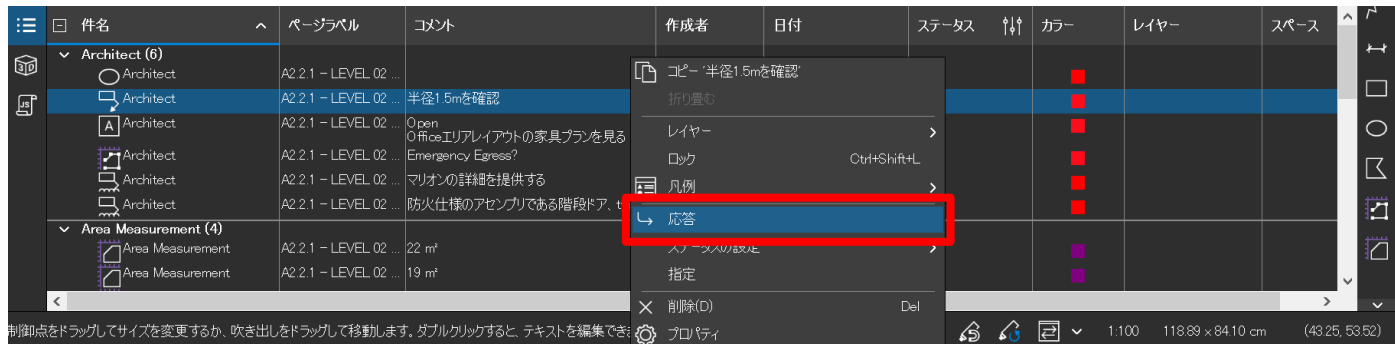 件名 ページラベル コメント 作成者 日付 ステータス カラー レイヤー スペース
Architect (6)
Architect A2.2.1 – LEVEL 02 ...
Architect A2.2.1 – LEVEL 02 ... 半径1.5mを確認
Architect A2.2.1 – LEVEL 02 ... Open
Officeエリアレイアウトの家具プランを見る
Architect A2.2.1 – LEVEL 02 ... Emergency Egress?
Architect A2.2.1 – LEVEL 02 ... マリオンの詳細を提供する
Architect A2.2.1 – LEVEL 02 ... 防火仕様のアセンブリである階段ドア、
Area Measurement (4)
Area Measurement A2.2.1 – LEVEL 02 ... 22 m²
Area Measurement A2.2.1 – LEVEL 02 ... 19 m²
コピー '半径1.5mを確認'
折り畳む
レイヤー
ロック Ctrl+Shift+L
凡例
応答
ステータスの設定
指定
削除(D) Del
プロパティ
制御点をドラッグしてサイズを変更するか、吹き出しをドラッグして移動します。ダブルクリックすると、テキストを編集でき
1:100 118.89 × 84.10 cm (43.25, 53.52)